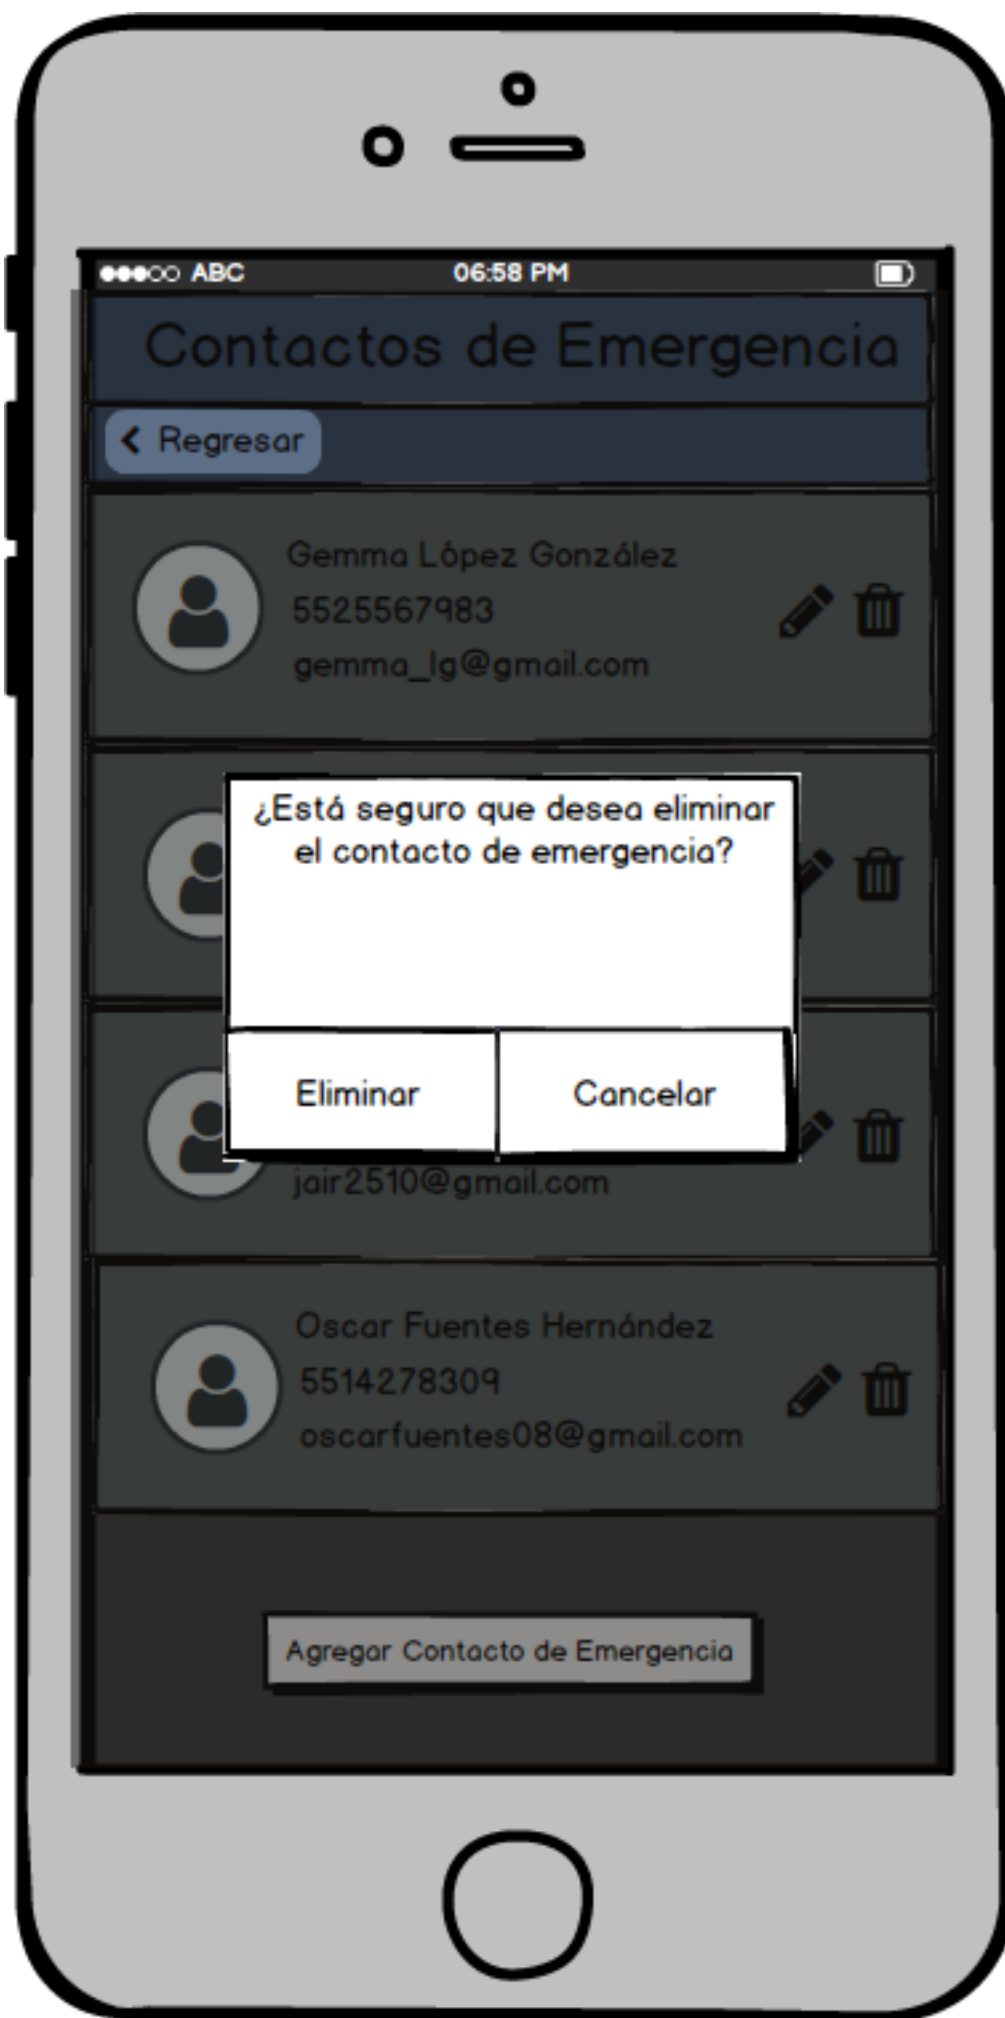 ABC 06:58 PM
Contactos de Emergencia
Regresar
Gemma López González
5525567983
gemma_lg@gmail.com
¿Está seguro que desea eliminar
el contacto de emergencia?
Eliminar Cancelar
jair2510@gmail.com
Oscar Fuentes Hernández
5514278309
oscarfuentes08@gmail.com
Agregar Contacto de Emergencia